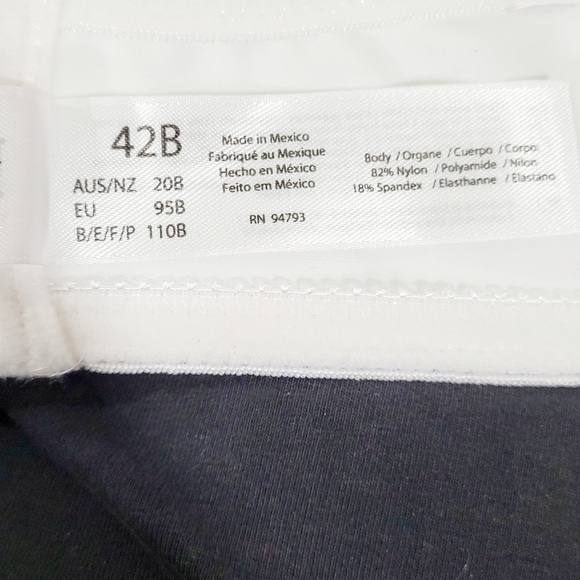 42B
AUS/NZ 20B
EU 95B
B/E/F/P 110B
Made in Mexico
Fabriqué au Mexique
Hecho en México
Feito em México
RN 94793
Body / Organe / Cuerpo / Corpo
82% Nylon / Polyamide / Nilon
18% Spandex / Elasthanne / Elastano